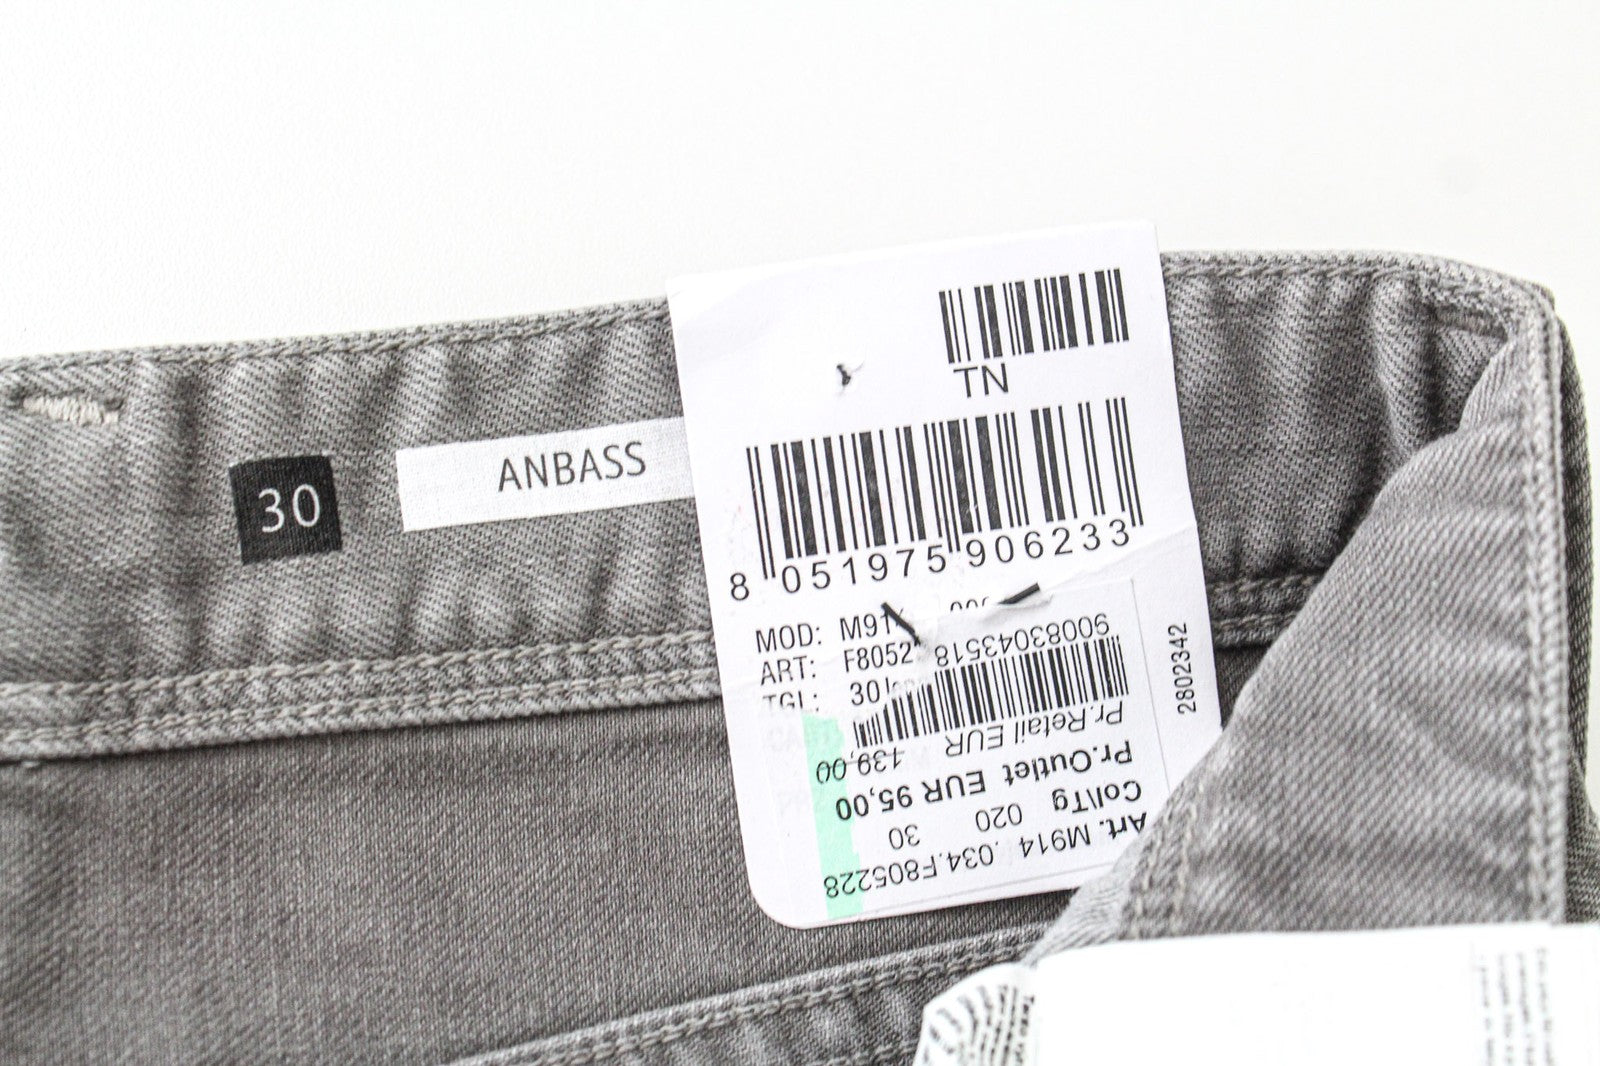 30
ANBASS
TN
8 051975 906233
MOD: M91
ART: F8052
TGL: 30
2802342
Art. M914 .034.F805228
Col\Tg 020 30
Pr.Outlet EUR 95,00
Pr.Retail EUR 139,00
90083043518